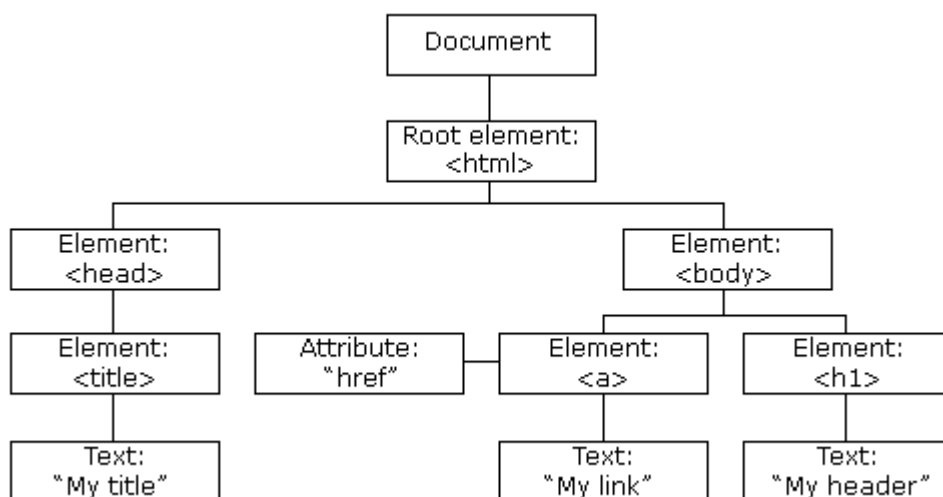 Document
Root element:
<html>
Element:
<head>
Element:
<body>
Element:
<title>
Attribute:
“href”
Element:
<a>
Element:
<h1>
Text:
“My title”
Text:
“My link”
Text:
“My header”